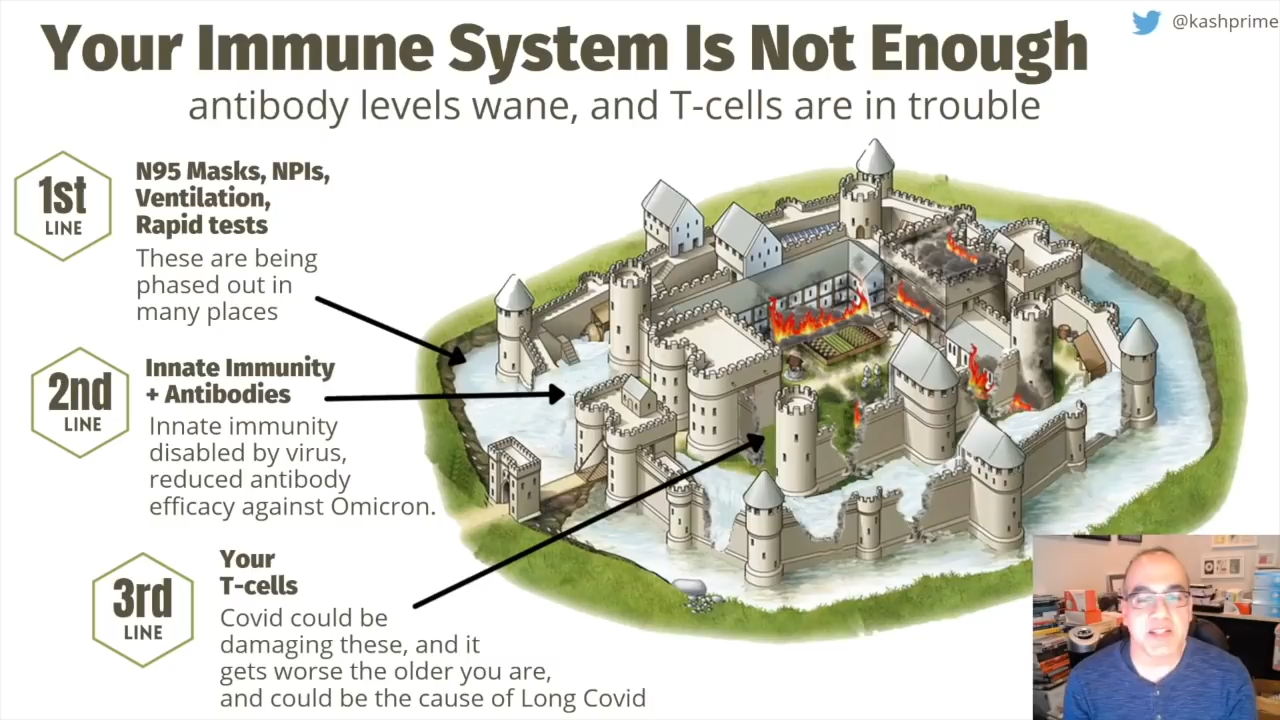 Your Immune System Is Not Enough
@kashprime
antibody levels wane, and T-cells are in trouble
1st
LINE
N95 Masks, NPIs,
Ventilation,
Rapid tests
These are being
phased out in
many places
2nd
LINE
Innate Immunity
+ Antibodies
Innate immunity
disabled by virus,
reduced antibody
efficacy against Omicron.
3rd
LINE
Your
T-cells
Covid could be
damaging these, and it
gets worse the older you are,
and could be the cause of Long Covid